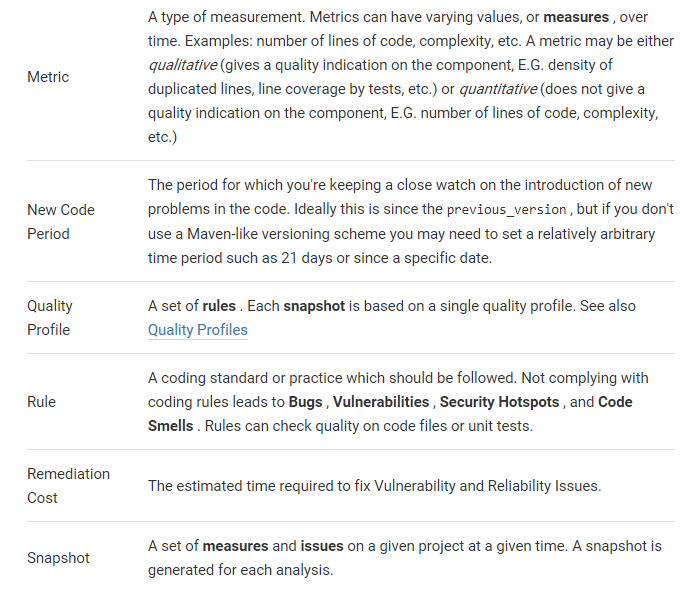 A type of measurement. Metrics can have varying values, or measures , over
time. Examples: number of lines of code, complexity, etc. A metric may be either
Metric
qualitative (gives a quality indication on the component, E.G. density of
duplicated lines, line coverage by tests, etc.) or quantitative (does not give a
quality indication on the component, E.G. number of lines of code, complexity,
etc.)
New Code
Period
The period for which you're keeping a close watch on the introduction of new
problems in the code. Ideally this is since the previous_version , but if you don't
use a Maven-like versioning scheme you may need to set a relatively arbitrary
time period such as 21 days or since a specific date.
Quality
Profile
A set of rules . Each snapshot is based on a single quality profile. See also
Quality Profiles
Rule
A coding standard or practice which should be followed. Not complying with
coding rules leads to Bugs , Vulnerabilities , Security Hotspots , and Code
Smells . Rules can check quality on code files or unit tests.
Remediation
Cost
The estimated time required to fix Vulnerability and Reliability Issues.
Snapshot
A set of measures and issues on a given project at a given time. A snapshot is
generated for each analysis.